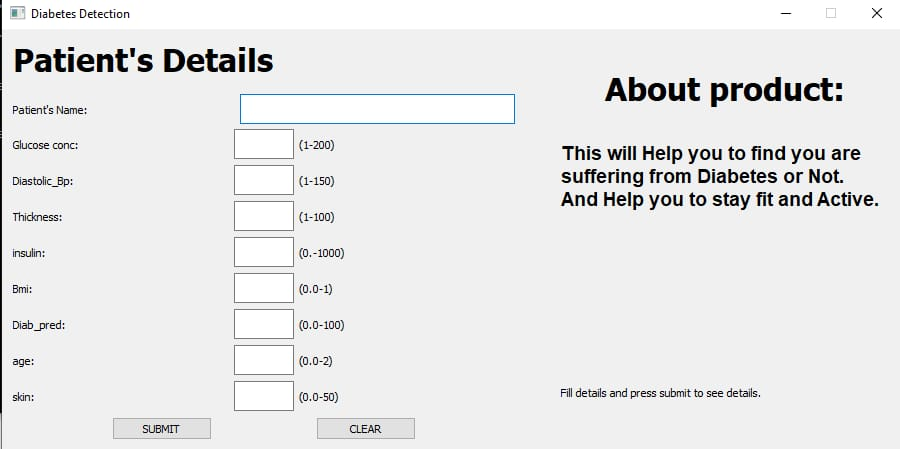 Diabetes Detection
Patient's Details
Patient's Name:
Glucose conc: (1-200)
Diastolic_Bp: (1-150)
Thickness: (1-100)
insulin: (0.-1000)
Bmi: (0.0-1)
Diab_pred: (0.0-100)
age: (0.0-2)
skin: (0.0-50)
SUBMIT CLEAR
About product:
This will Help you to find you are
suffering from Diabetes or Not.
And Help you to stay fit and Active.
Fill details and press submit to see details.